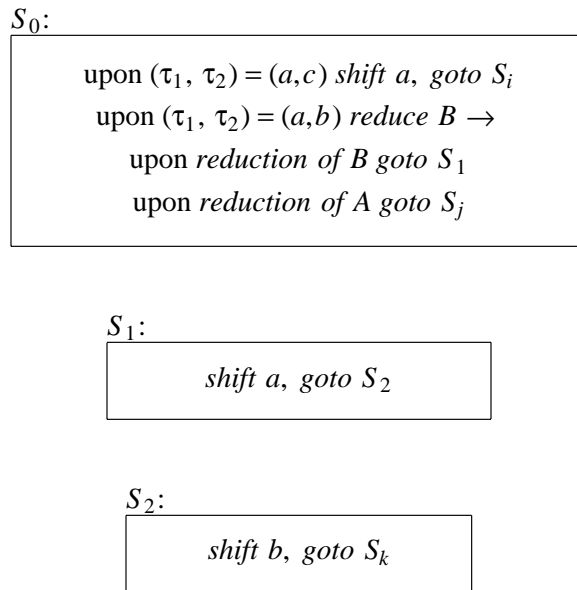 S₀:
upon (τ₁, τ₂) = (a,c) shift a, goto Sᵢ
upon (τ₁, τ₂) = (a,b) reduce B →
upon reduction of B goto S₁
upon reduction of A goto Sⱼ
S₁:
shift a, goto S₂
S₂:
shift b, goto Sₖ